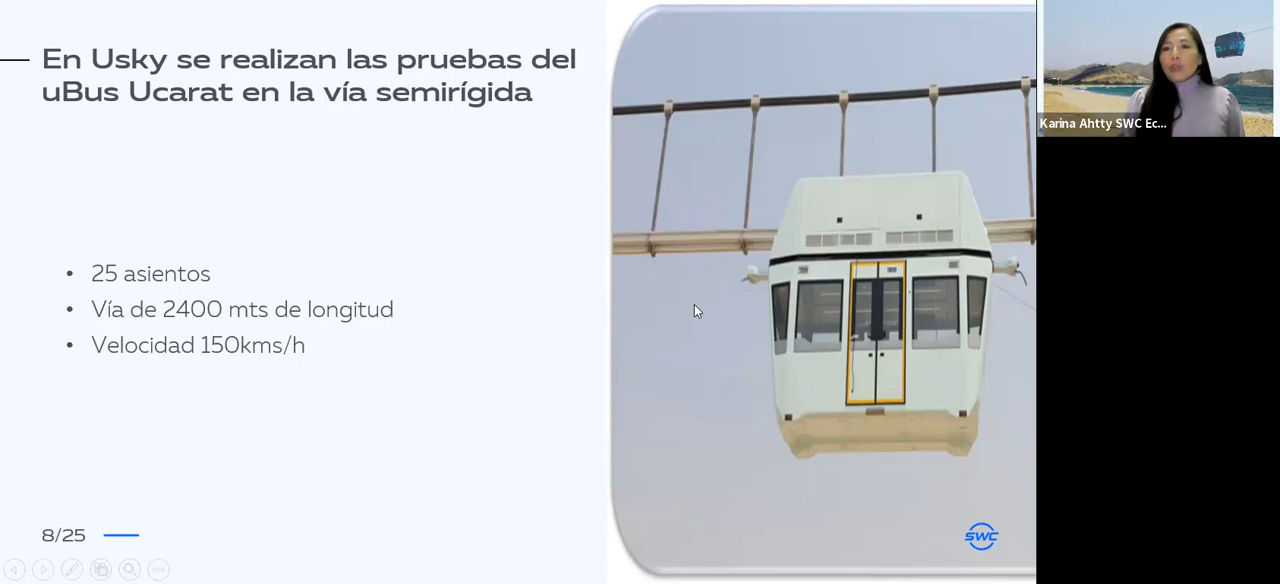 En Usky se realizan las pruebas del
uBus Ucarat en la vía semirígida
• 25 asientos
• Vía de 2400 mts de longitud
• Velocidad 150kms/h
8/25
SWC
Karina Ahtty SWC Ec...